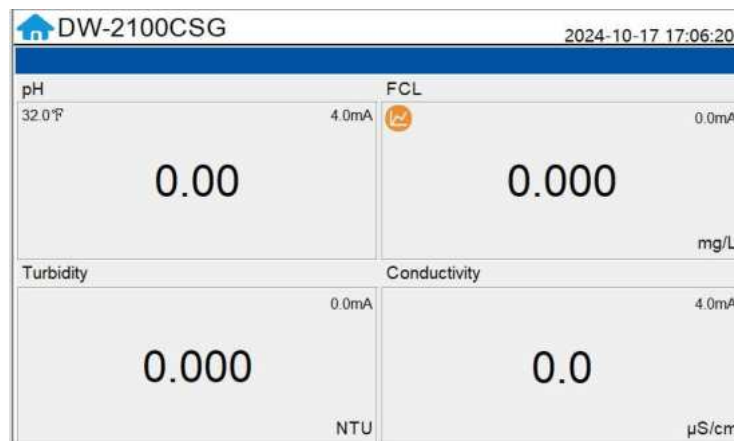 DW-2100CSG
2024-10-17 17:06:20
pH
FCL
32.0℉ 4.0mA
0.0mA
0.00
0.000
mg/L
Turbidity
Conductivity
0.0mA
4.0mA
0.000
0.0
NTU
µS/cm